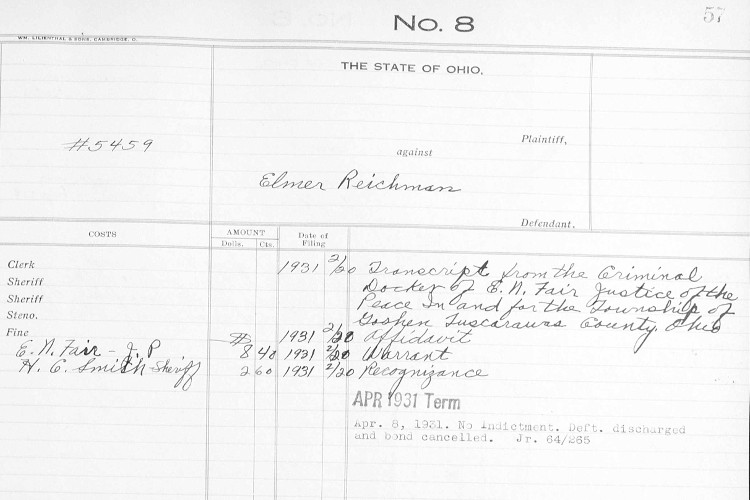 57
No. 8
WM. LILIENTHAL & SONS, CAMBRIDGE, O.
THE STATE OF OHIO,
#5459
Plaintiff,
against
Elmer Reichman
Defendant.
COSTS
AMOUNT
Dolls. Cts.
Date of
Filing
Clerk 1931 2/20 Transcript from the Criminal
Sheriff Docker of E. N. Fair Justice of the
Sheriff Peace In and for the Township of
Steno. Goshen Tuscarawas County, Ohio
Fine $ 1931 2/20 Affidavit
E. N. Fair - J. P 8 40 1931 2/20 Warrant
H. C. Smith - Sheriff 2 60 1931 2/20 Recognizance
APR 1931 Term
Apr. 8, 1931. No Indictment. Deft. discharged
and bond cancelled. Jr. 64/265